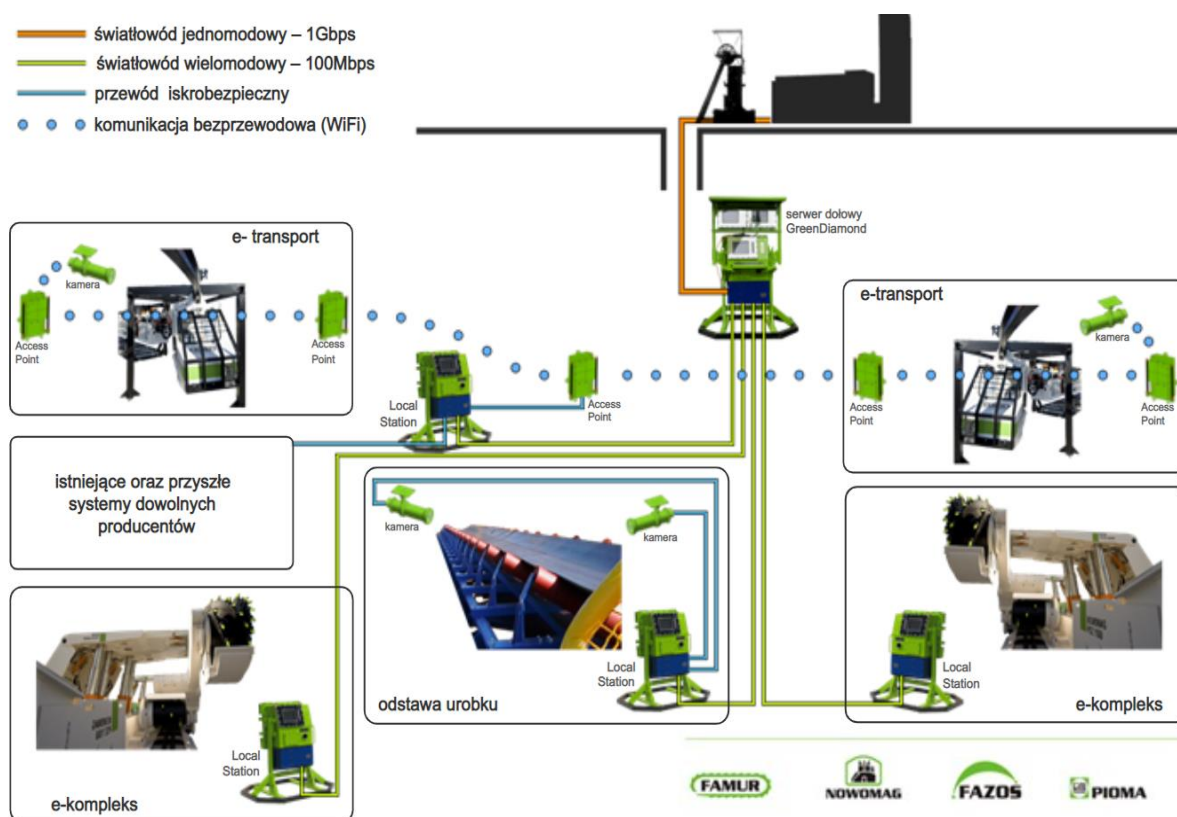 światłowód jednomodowy – 1Gbps
światłowód wielomodowy – 100Mbps
przewód iskrobezpieczny
komunikacja bezprzewodowa (WiFi)
serwer dołowy
GreenDiamond
e- transport
kamera
Access
Point
Access
Point
Local
Station
Access
Point
e-transport
kamera
Access
Point
Access
Point
istniejące oraz przyszłe
systemy dowolnych
producentów
kamera
kamera
Local
Station
odstawa urobku
Local
Station
e-kompleks
Local
Station
e-kompleks
FAMUR
NOWOMAG
FAZOS
PIOMA